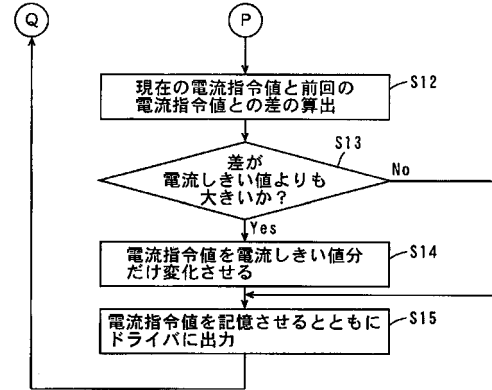 Q
P
現在の電流指令値と前回の
電流指令値との差の算出
S12
S13
差が
電流しきい値よりも
大きいか？
No
Yes
電流指令値を電流しきい値分
だけ変化させる
S14
電流指令値を記憶させるとともに
ドライバに出力
S15